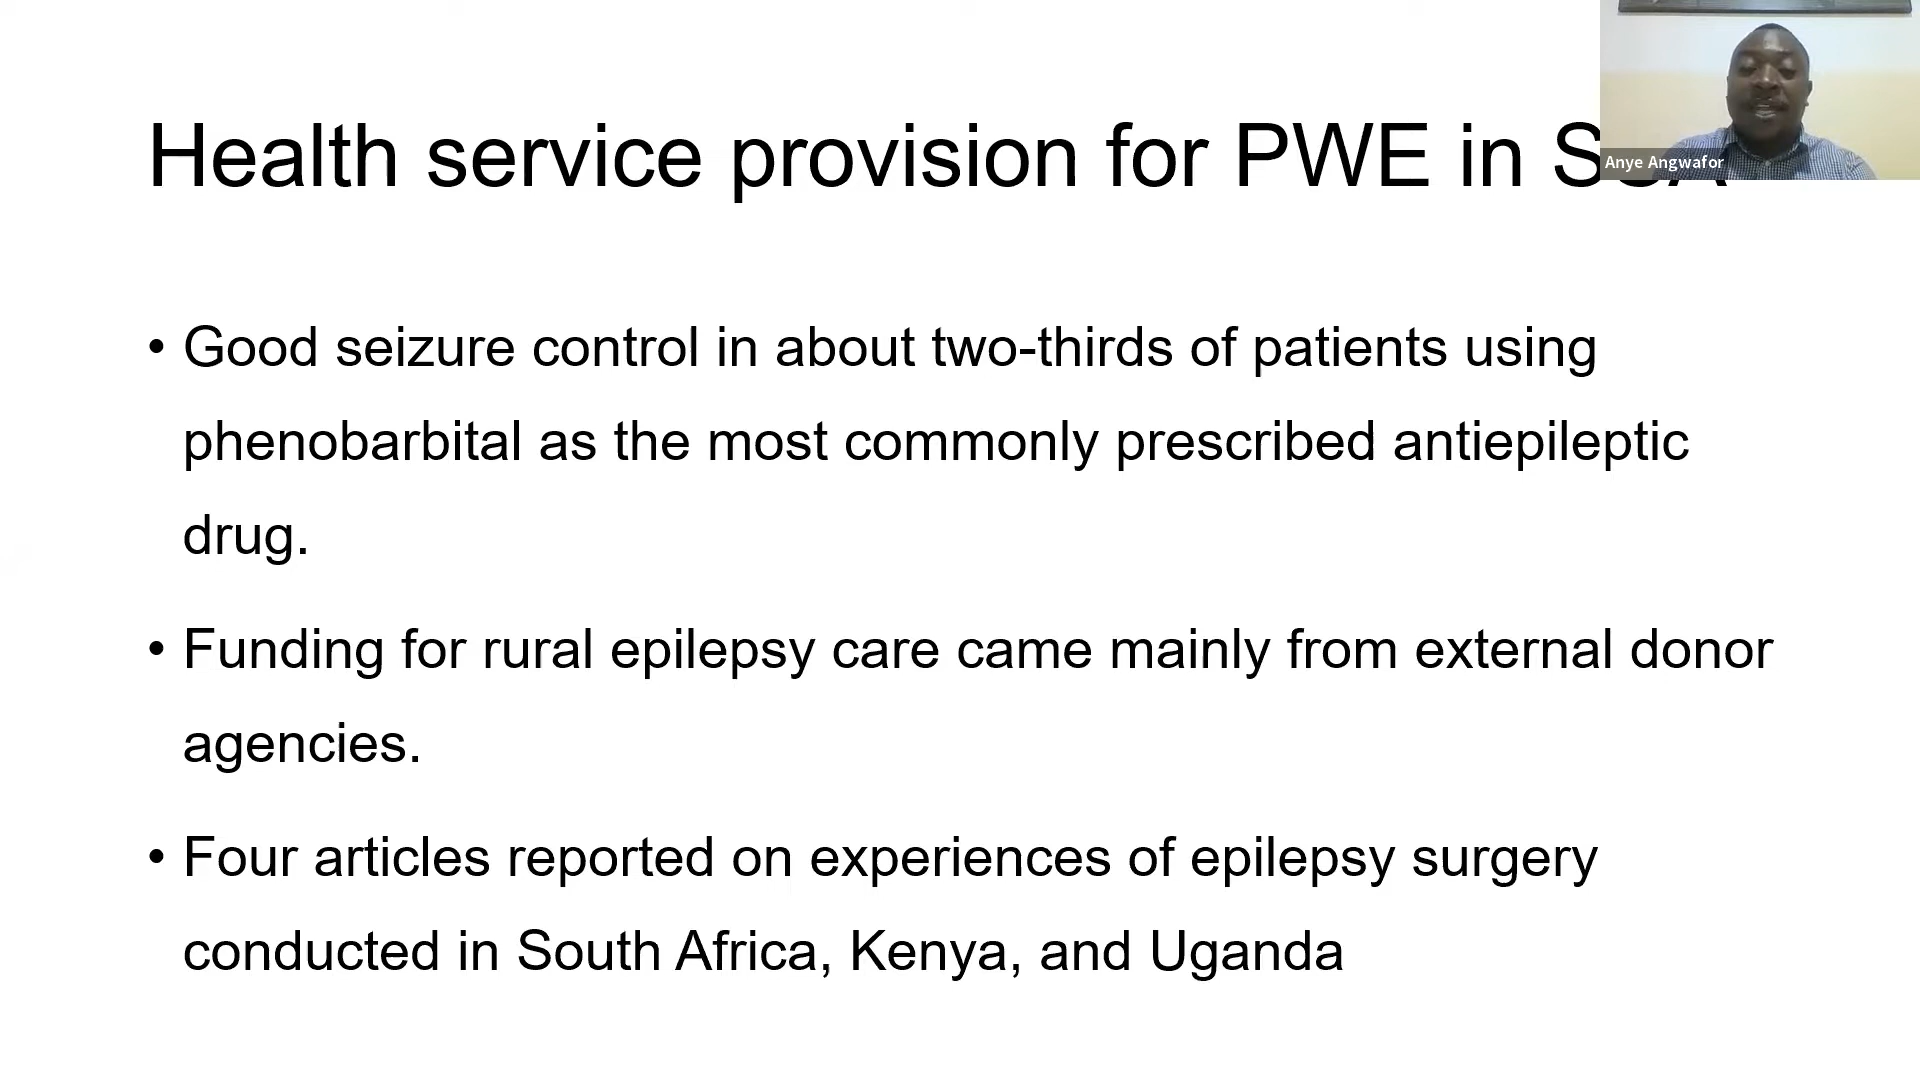 Health service provision for PWE in
Anye Angwafor
• Good seizure control in about two-thirds of patients using
phenobarbital as the most commonly prescribed antiepileptic
drug.
• Funding for rural epilepsy care came mainly from external donor
agencies.
• Four articles reported on experiences of epilepsy surgery
conducted in South Africa, Kenya, and Uganda